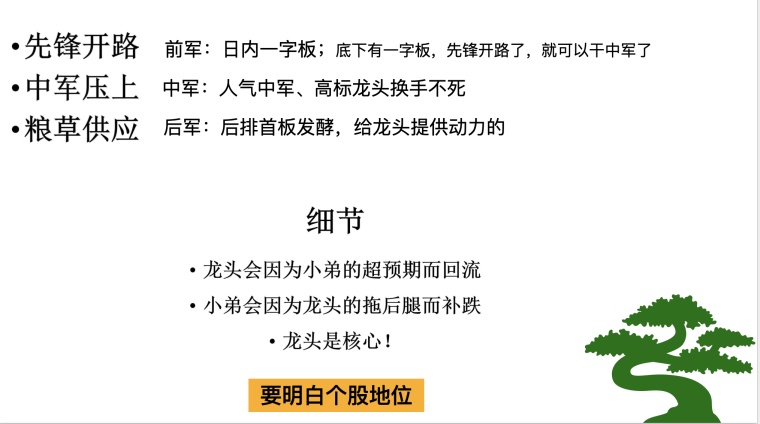 •先锋开路 前军：日内一字板；底下有一字板，先锋开路了，就可以干中军了
•中军压上 中军：人气中军、高标龙头换手不死
•粮草供应 后军：后排首板发酵，给龙头提供动力的
细节
• 龙头会因为小弟的超预期而回流
• 小弟会因为龙头的拖后腿而补跌
• 龙头是核心！
要明白个股地位